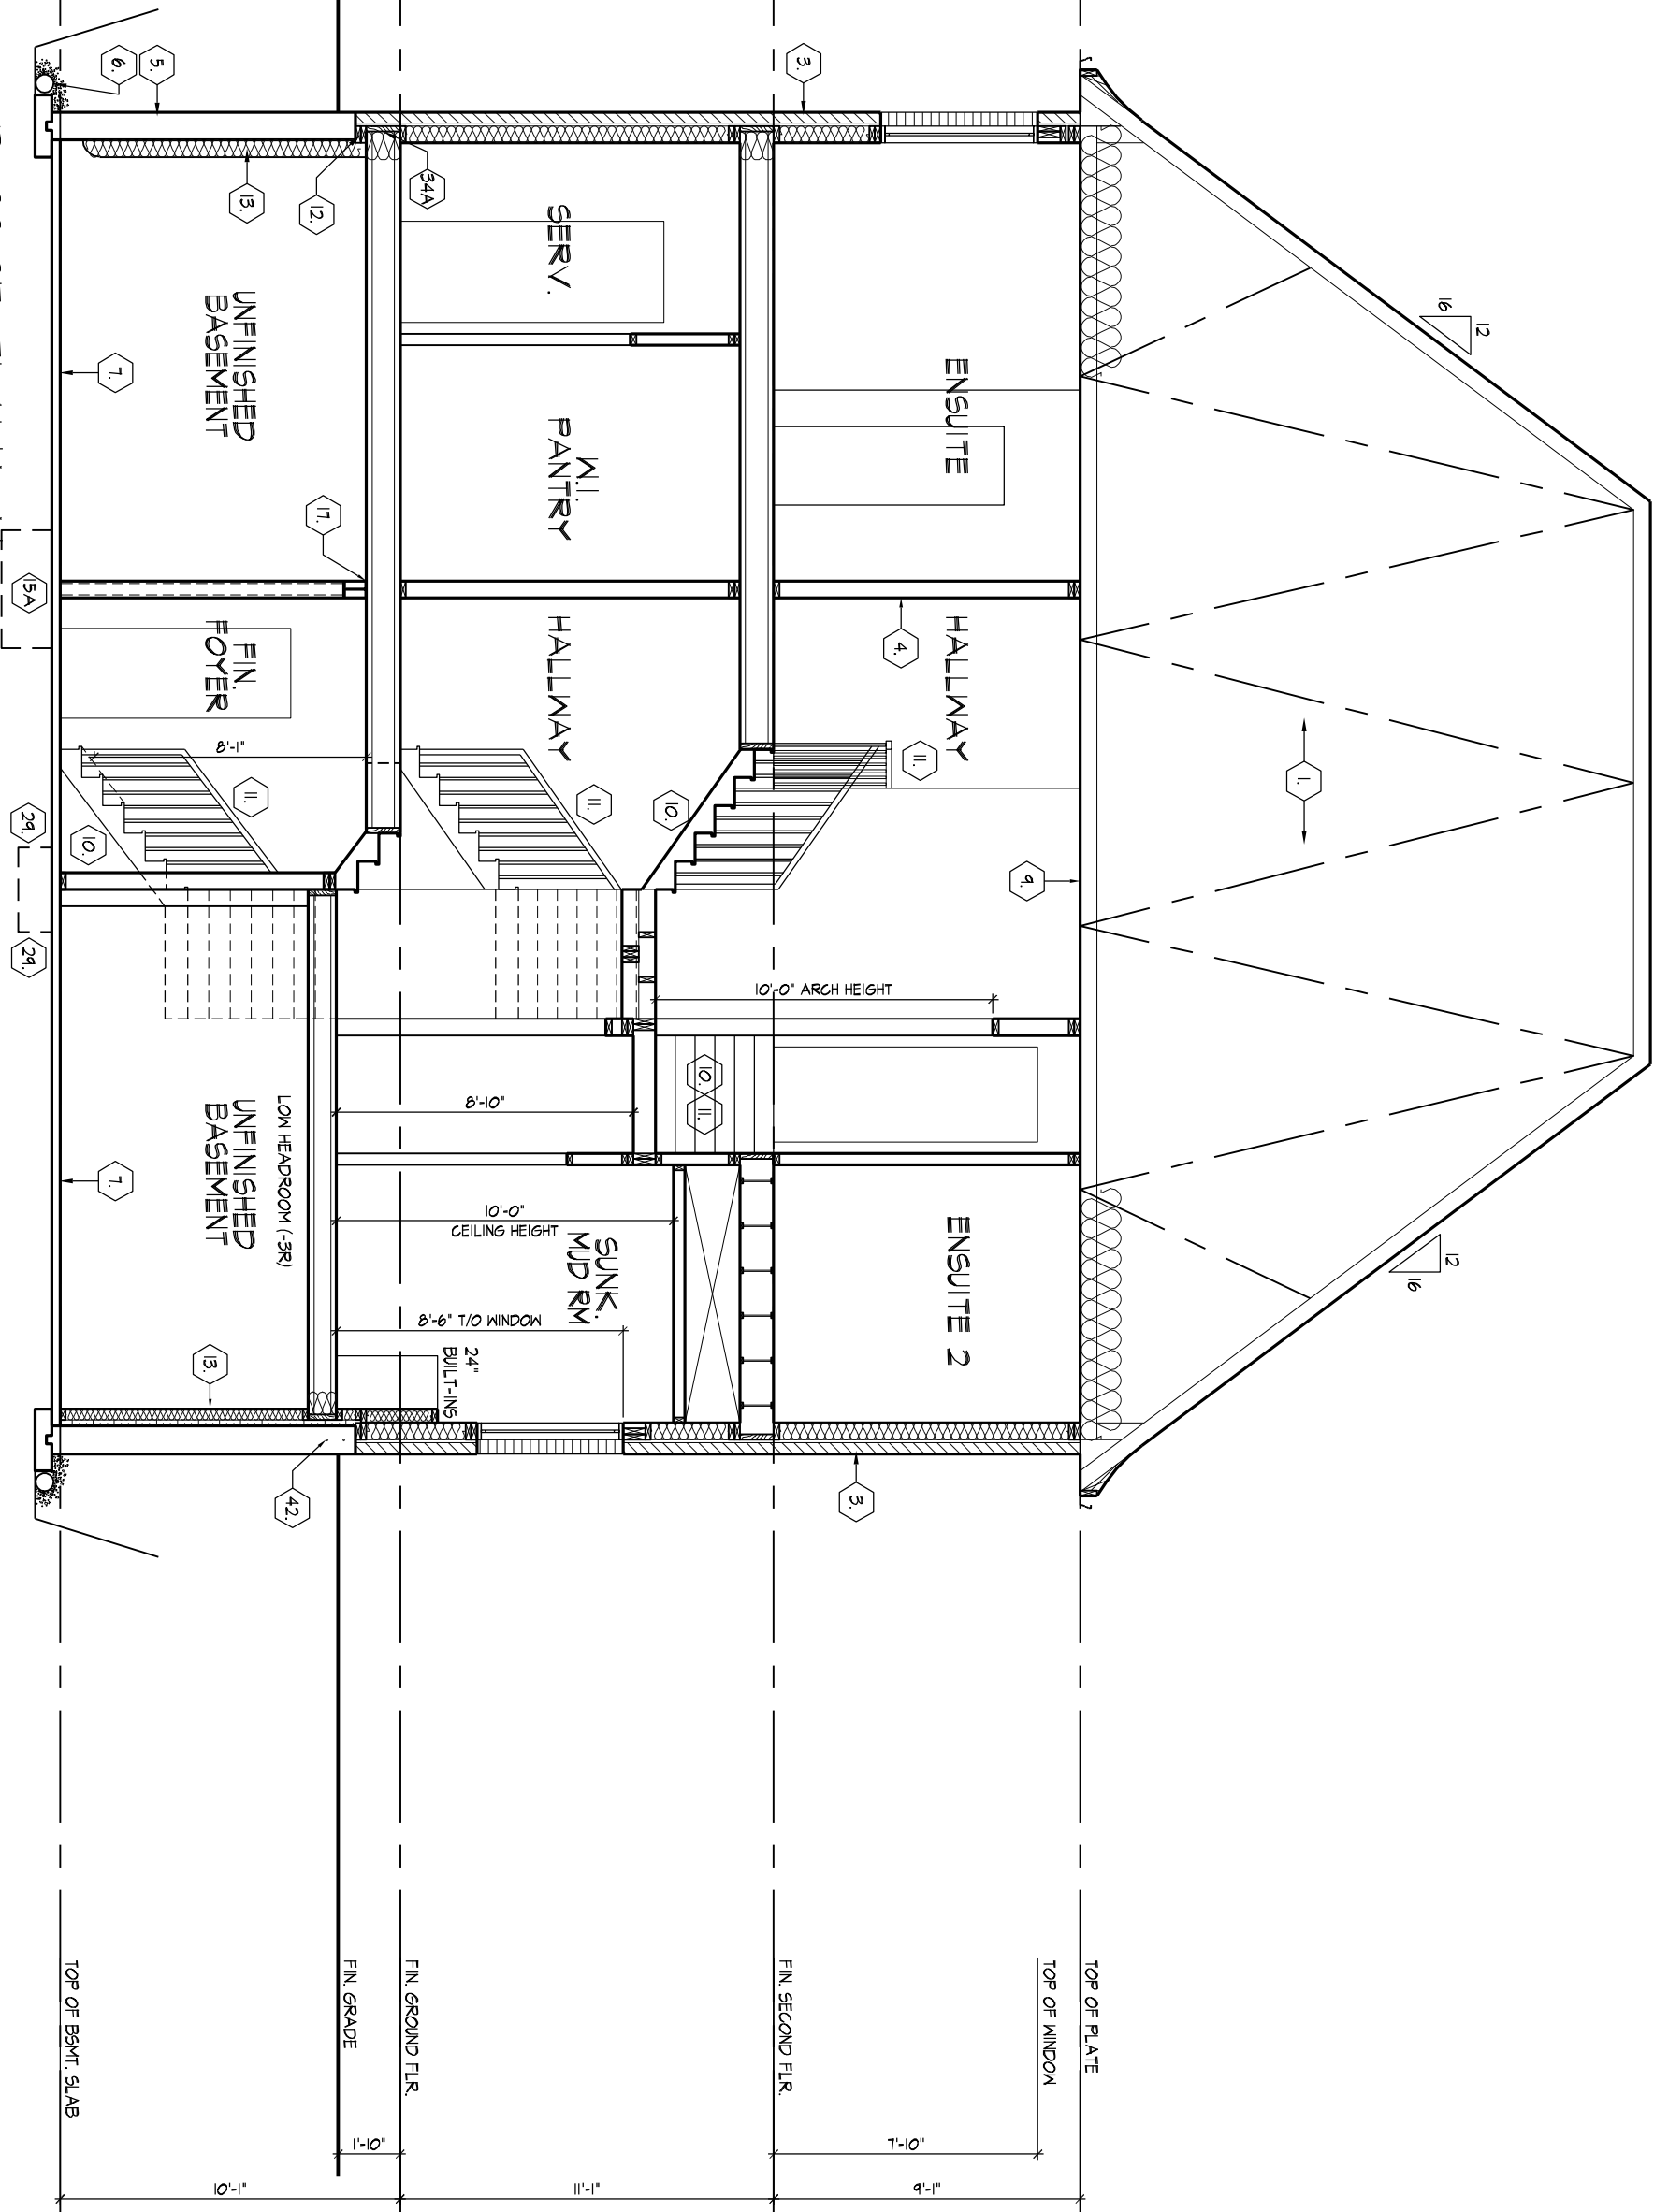 12
16
1.
12
16
9.
3.
ENSUITE
HALLWAY
4.
11.
10'-0" ARCH HEIGHT
ENSUITE 2
3.
34A
SERV.
W.I.
PANTRY
HALLWAY
11.
10.
10.
11.
8'-10"
10'-0"
CEILING HEIGHT
SUNK.
MUD RM
8'-6" T/O WINDOW
24"
BUILT-INS
5.
6.
13.
12.
UNFINISHED
BASEMENT
7.
17.
15A
FIN.
FOYER
8'-1"
11.
10.
29.
29.
LOW HEADROOM (-3R)
UNFINISHED
BASEMENT
7.
13.
42.
TOP OF PLATE
TOP OF WINDOW
FIN. SECOND FLR.
FIN. GROUND FLR.
FIN. GRADE
TOP OF BSMT. SLAB
9'-1"
7'-10"
11'-1"
1'-10"
10'-1"